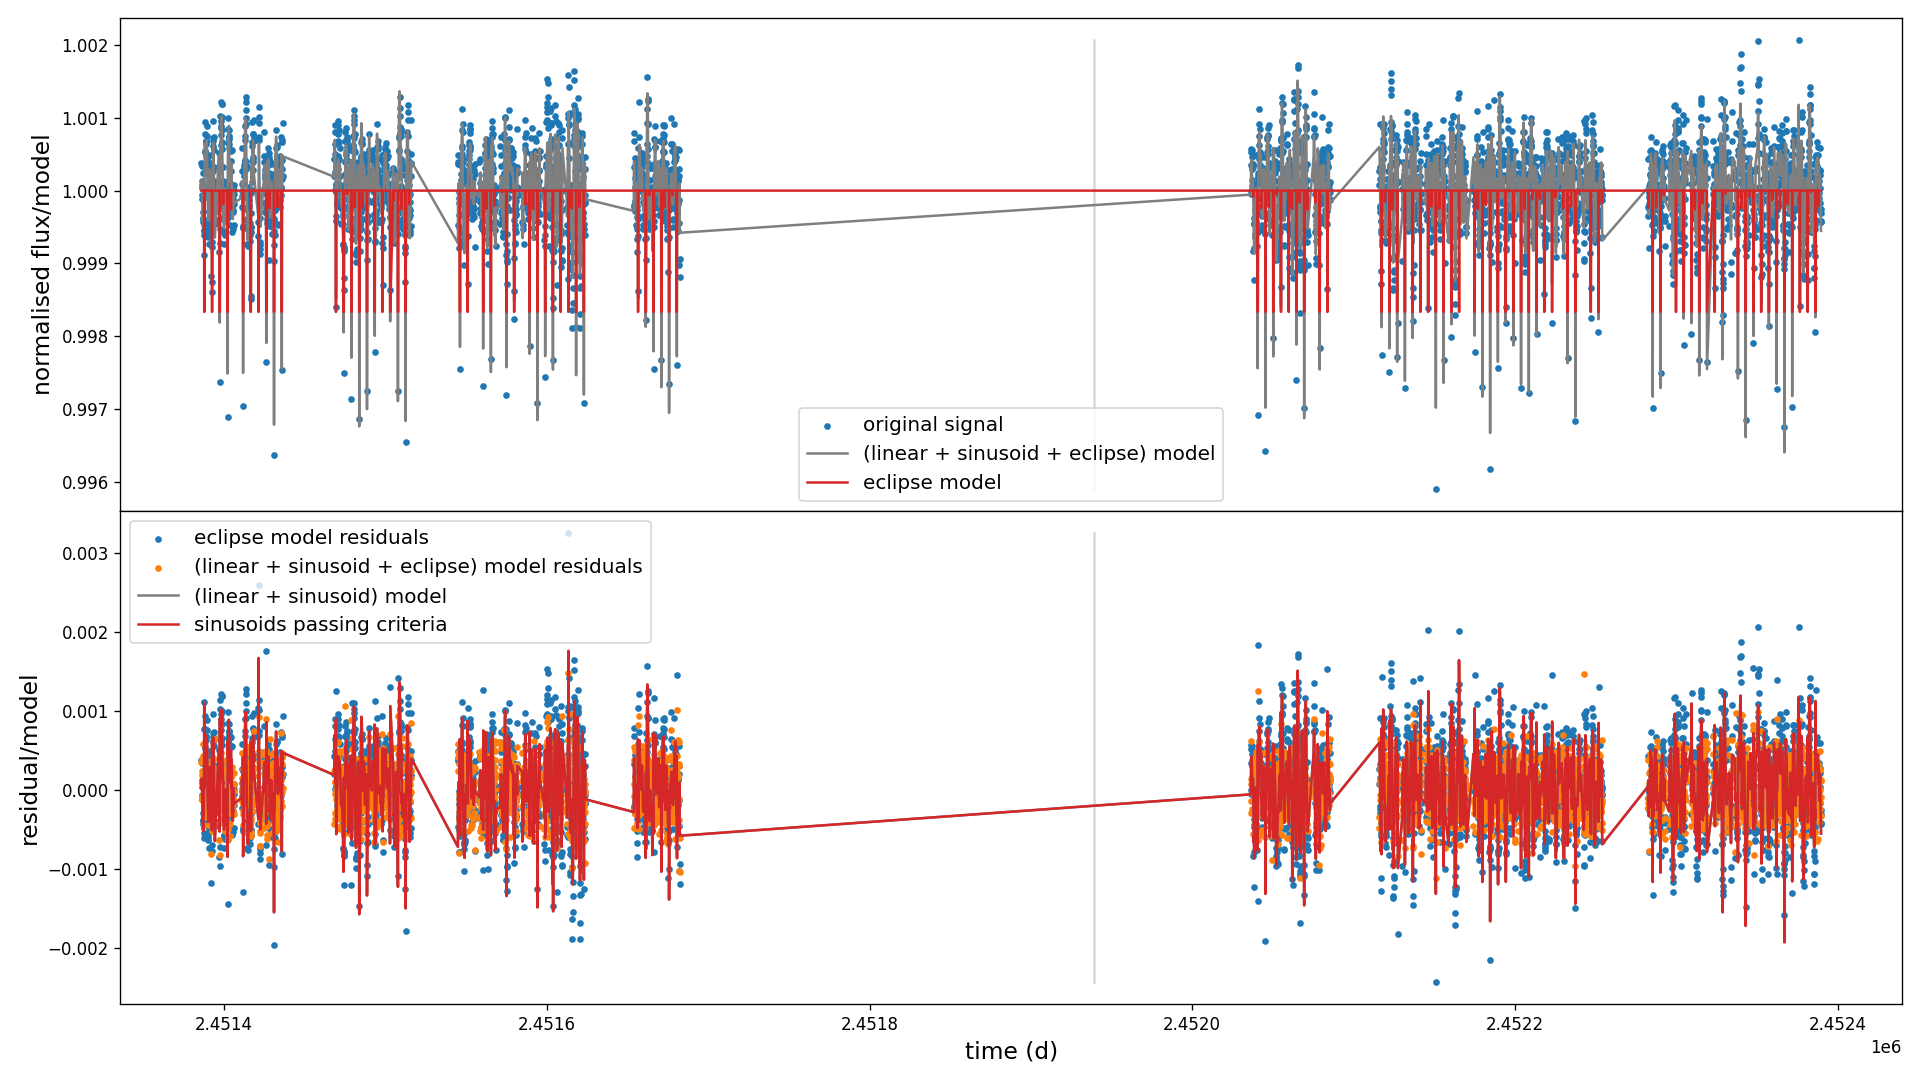 1.002
1.001
1.000
0.999
0.998
0.997
0.996
normalised flux/model
original signal
(linear + sinusoid + eclipse) model
eclipse model
eclipse model residuals
(linear + sinusoid + eclipse) model residuals
(linear + sinusoid) model
sinusoids passing criteria
0.003
0.002
0.001
0.000
−0.001
−0.002
residual/model
2.4514
2.4516
2.4518
2.4520
2.4522
2.4524
1e6
time (d)